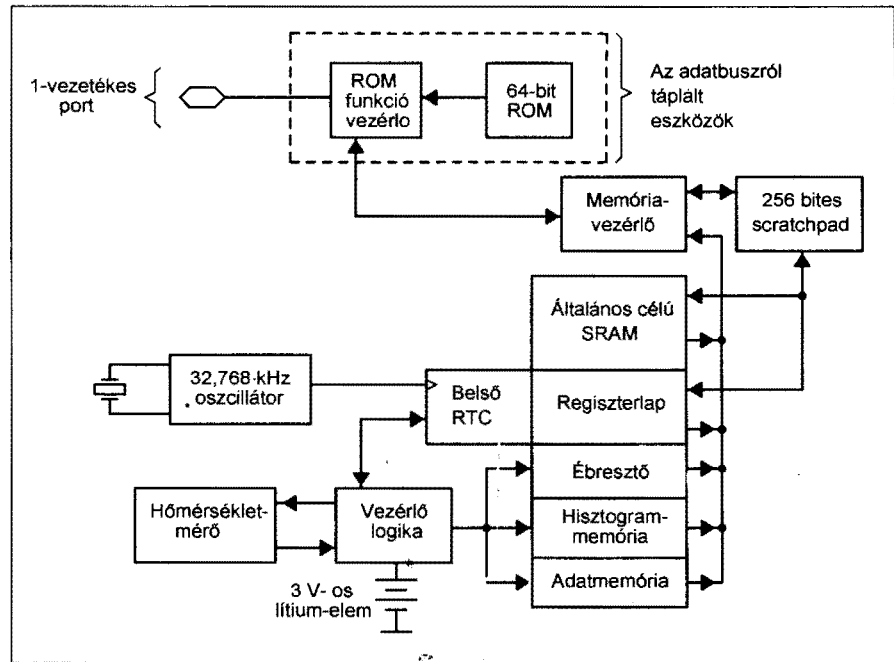 1-vezetékes
port
ROM
funkció
vezérlo
64-bit
ROM
Az adatbuszról
táplált
eszközök
Memória-
vezérlő
256 bites
scratchpad
Általános célú
SRAM
32,768-kHz
oszcillátor
Belső
RTC
Regiszterlap
Ébresztő
Hőmérséklet-
mérő
Vezérlő
logika
Hisztogram-
memória
Adatmemória
3 V- os
lítium-elem